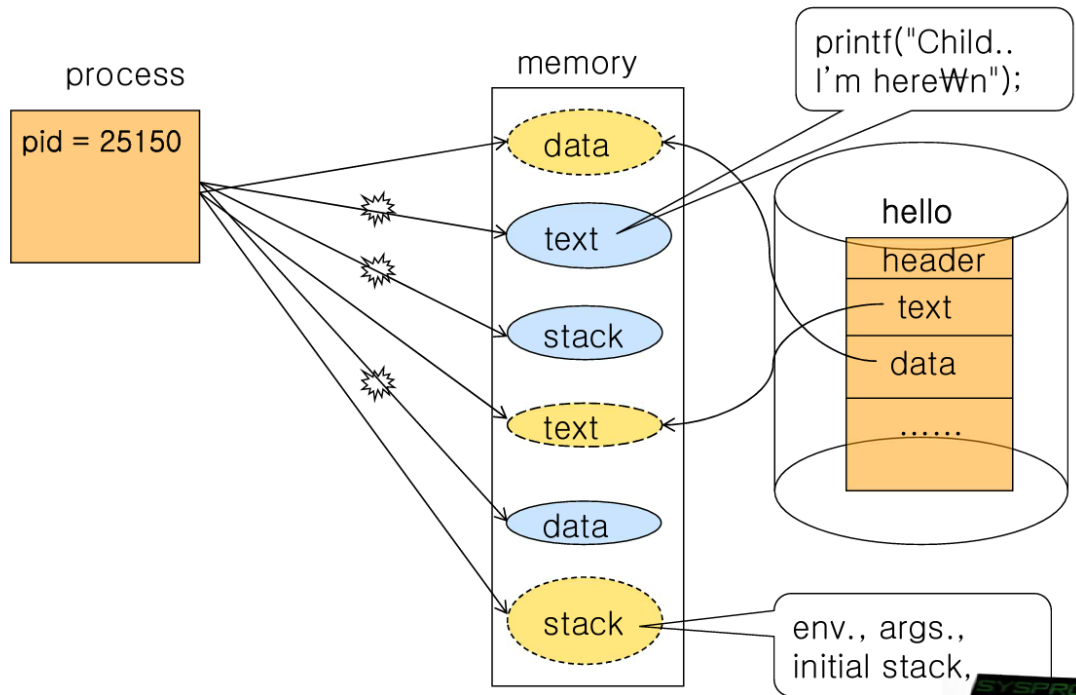 process
pid = 25150
memory
data
text
stack
text
data
stack
printf("Child..
I'm here₩n");
hello
header
text
data
......
env., args.,
initial stack,